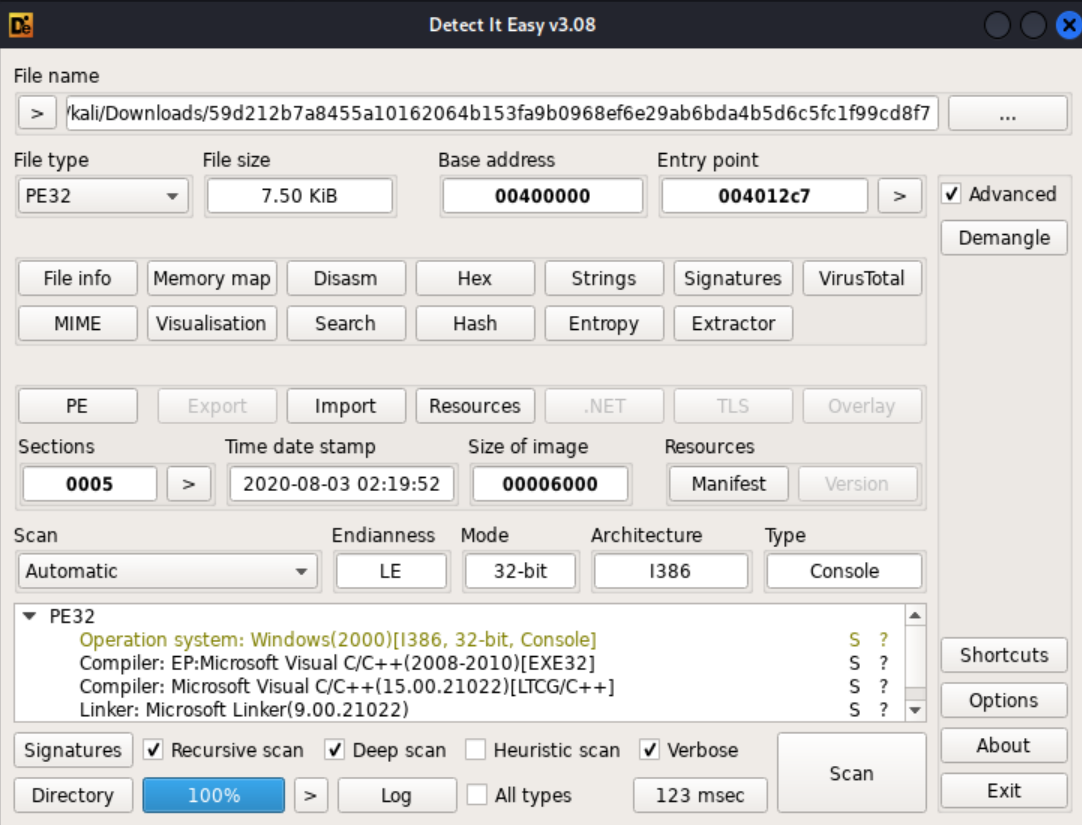 Detect It Easy v3.08
File name
> /kali/Downloads/59d212b7a8455a10162064b153fa9b0968ef6e29ab6bda4b5d6c5fc1f99cd8f7 ...
File type File size Base address Entry point
PE32 7.50 KiB 00400000 004012c7 > Advanced
Demangle
File info Memory map Disasm Hex Strings Signatures VirusTotal
MIME Visualisation Search Hash Entropy Extractor
PE Export Import Resources .NET TLS Overlay
Sections Time date stamp Size of image Resources
0005 > 2020-08-03 02:19:52 00006000 Manifest Version
Scan Endianness Mode Architecture Type
Automatic LE 32-bit I386 Console
PE32
Operation system: Windows(2000)[I386, 32-bit, Console] S ?
Compiler: EP:Microsoft Visual C/C++(2008-2010)[EXE32] S ?
Compiler: Microsoft Visual C/C++(15.00.21022)[LTCG/C++] S ?
Linker: Microsoft Linker(9.00.21022) S ?
Shortcuts
Options
About
Exit
Signatures Recursive scan Deep scan Heuristic scan Verbose
Scan
Directory 100% > Log All types 123 msec